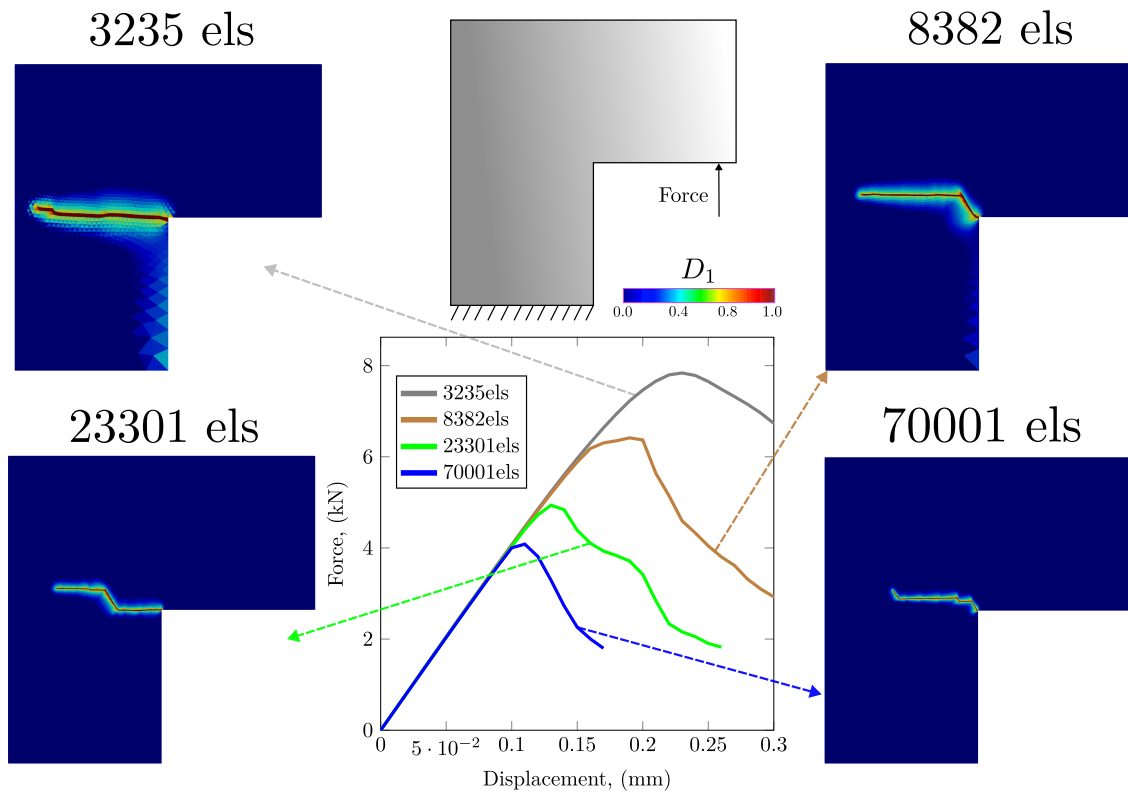 3235 els
8382 els
Force
D1
0.0 0.4 0.8 1.0
23301 els
70001 els
3235els
8382els
23301els
70001els
Force, (kN)
8
6
4
2
0
0 5 · 10−2 0.1 0.15 0.2 0.25 0.3
Displacement, (mm)